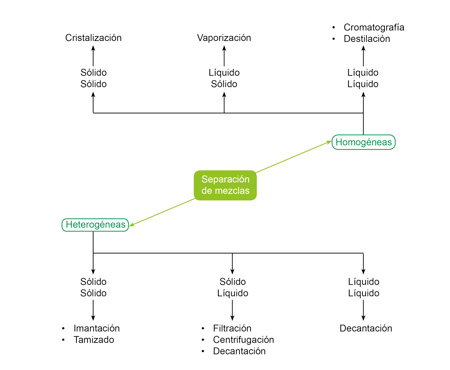 • Cromatografía
• Destilación
Cristalización
Vaporización
Sólido
Sólido
Líquido
Sólido
Líquido
Líquido
Homogéneas
Separación
de mezclas
Heterogéneas
Sólido
Sólido
Sólido
Líquido
Líquido
Líquido
• Imantación
• Tamizado
• Filtración
• Centrifugación
• Decantación
Decantación